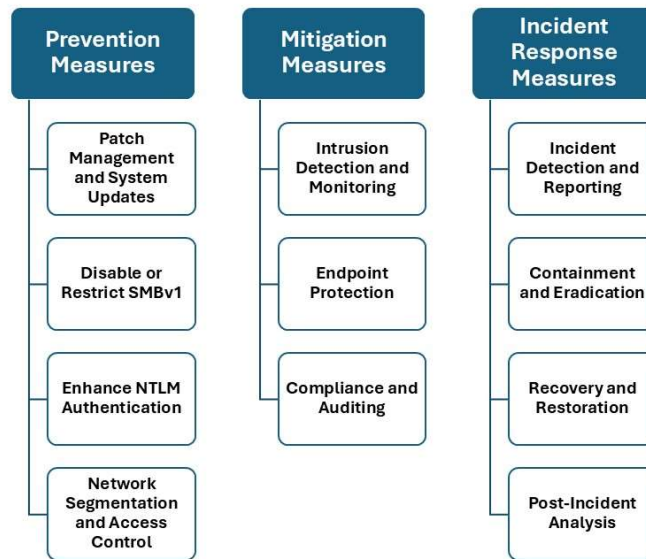 Prevention
Measures
Patch
Management
and System
Updates
Disable or
Restrict SMBv1
Enhance NTLM
Authentication
Network
Segmentation
and Access
Control
Mitigation
Measures
Intrusion
Detection and
Monitoring
Endpoint
Protection
Compliance and
Auditing
Incident
Response
Measures
Incident
Detection and
Reporting
Containment
and Eradication
Recovery and
Restoration
Post-Incident
Analysis